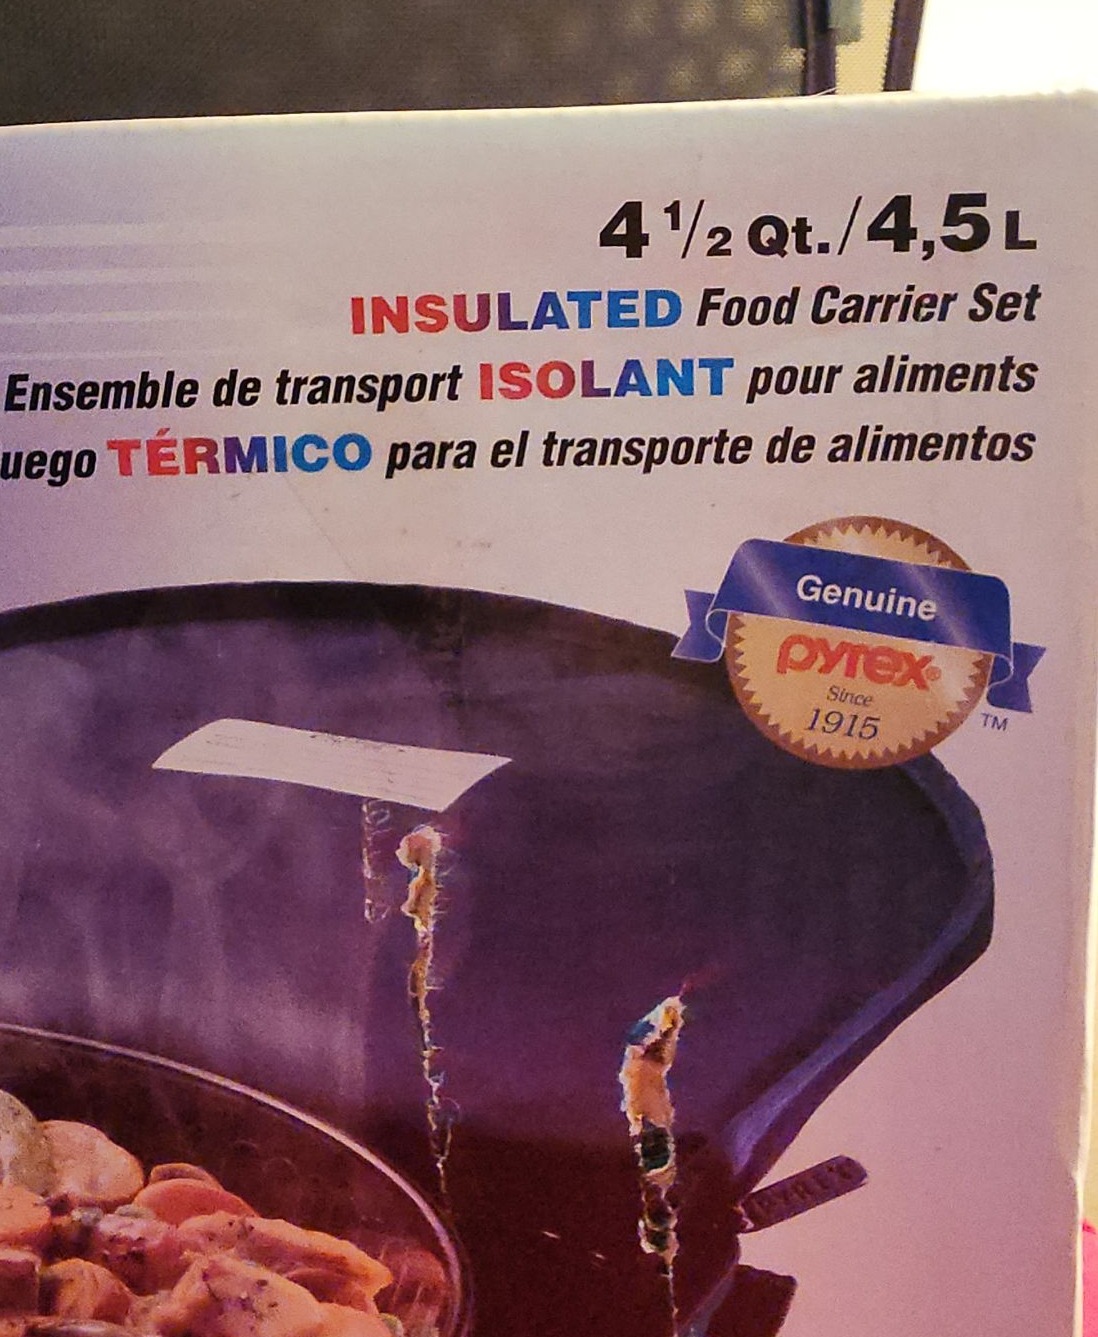 4 1/2 Qt./4,5 L
INSULATED Food Carrier Set
Ensemble de transport ISOLANT pour aliments
uego TÉRMICO para el transporte de alimentos
Genuine
pyrex®
Since
1915
TM
PYREX